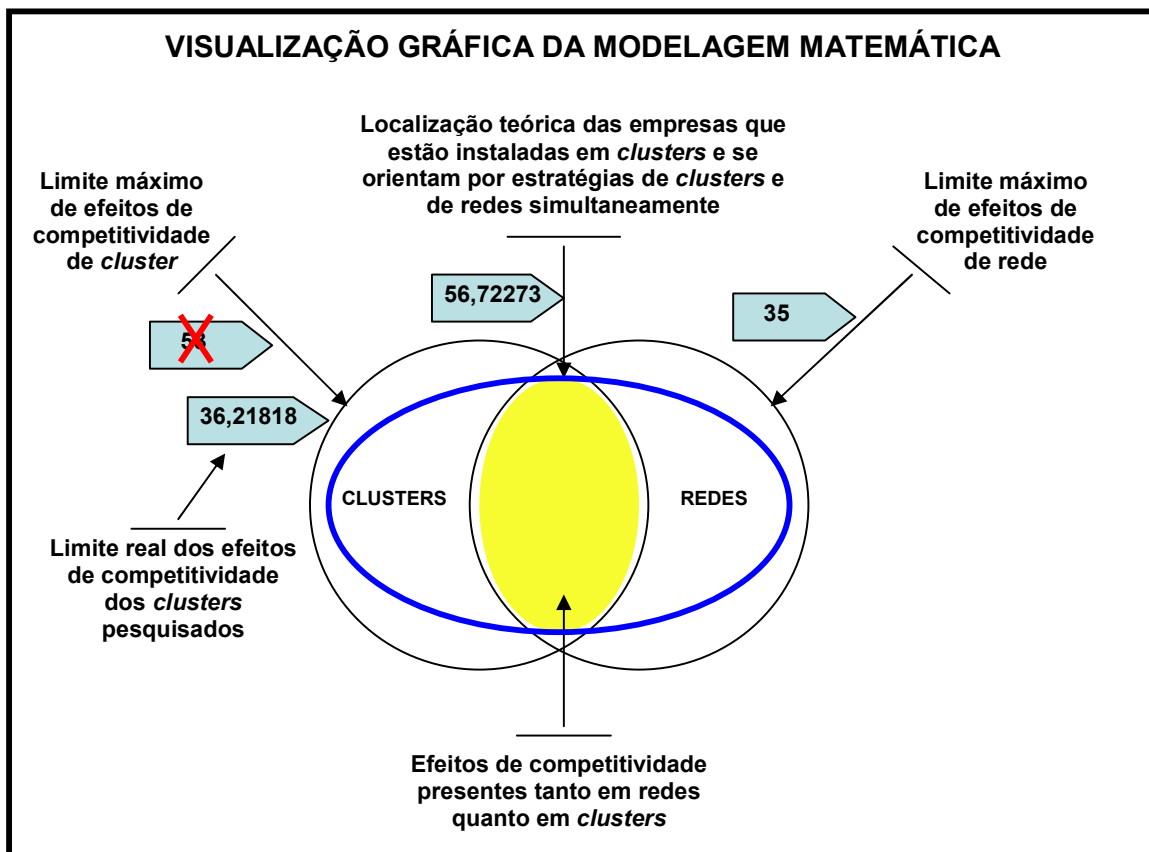 VISUALIZAÇÃO GRÁFICA DA MODELAGEM MATEMÁTICA
Localização teórica das empresas que
estão instaladas em clusters e se
orientam por estratégias de clusters e
de redes simultaneamente
Limite máximo
de efeitos de
competitividade
de cluster
Limite máximo
de efeitos de
competitividade
de rede
56,72273
35
36,21818
CLUSTERS
REDES
Limite real dos efeitos
de competitividade
dos clusters
pesquisados
Efeitos de competitividade
presentes tanto em redes
quanto em clusters